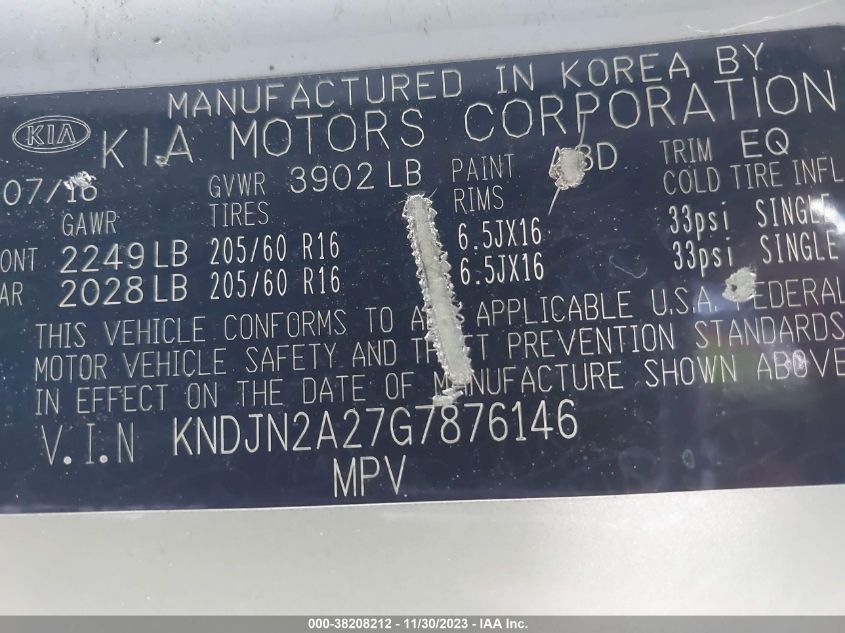 MANUFACTURED IN KOREA BY
KIA KIA MOTORS CORPORATION
07/16 GVWR 3902 LB PAINT TRIM EQ
GAWR TIRES RIMS COLD TIRE INFL
ONT 2249 LB 205/60 R16 6.5JX16 33psi SINGLE
AR 2028 LB 205/60 R16 6.5JX16 33psi SINGLE
THIS VEHICLE CONFORMS TO APPLICABLE U.S.A. FEDERAL
MOTOR VEHICLE SAFETY AND THEFT PREVENTION STANDARDS
IN EFFECT ON THE DATE OF MANUFACTURE SHOWN ABOVE
V.I.N KNDJN2A27G7876146
MPV
000-38208212 - 11/30/2023 - IAA Inc.